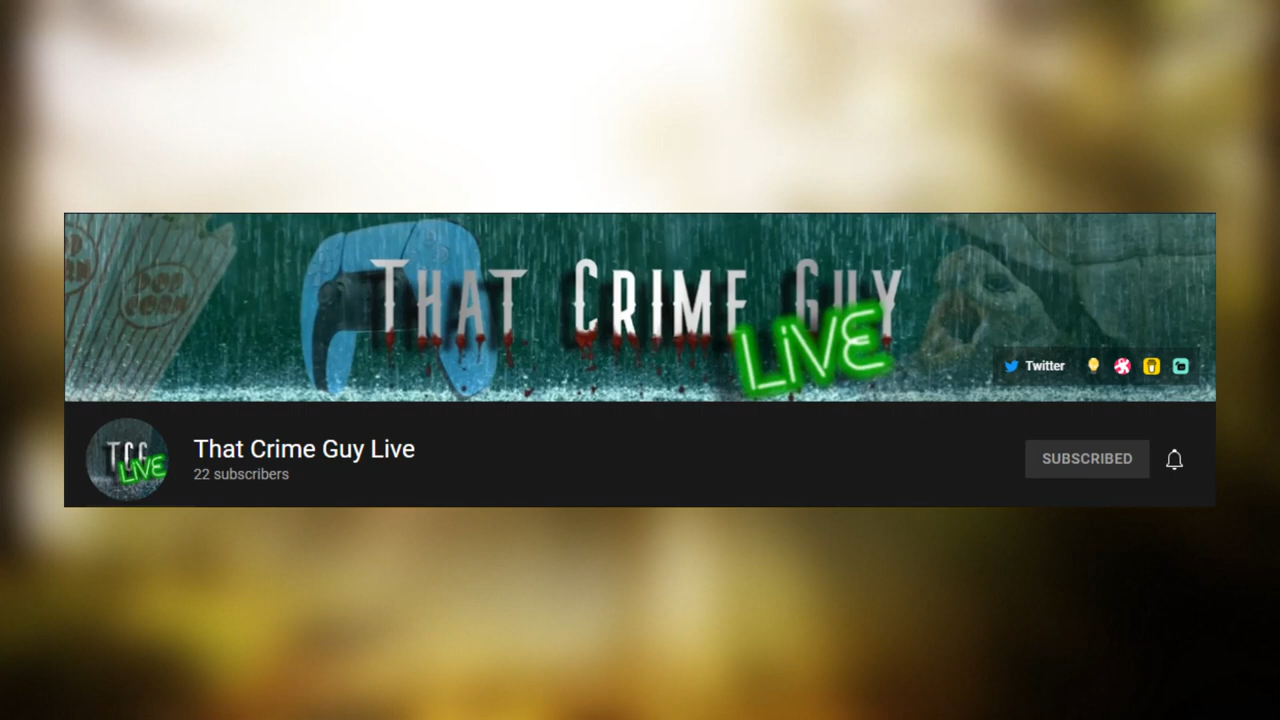 POP
CORN
THAT CRIME GUY
LIVE
Twitter
TCG
LIVE
That Crime Guy Live
22 subscribers
SUBSCRIBED